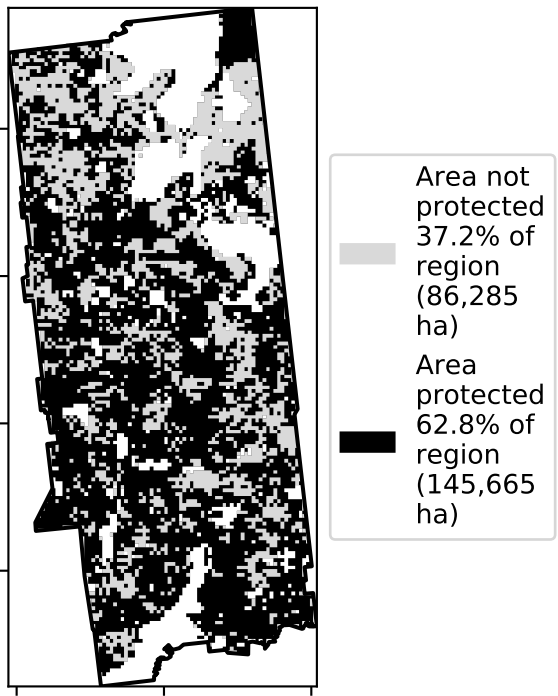 Area not
protected
37.2% of
region
(86,285
ha)
Area
protected
62.8% of
region
(145,665
ha)